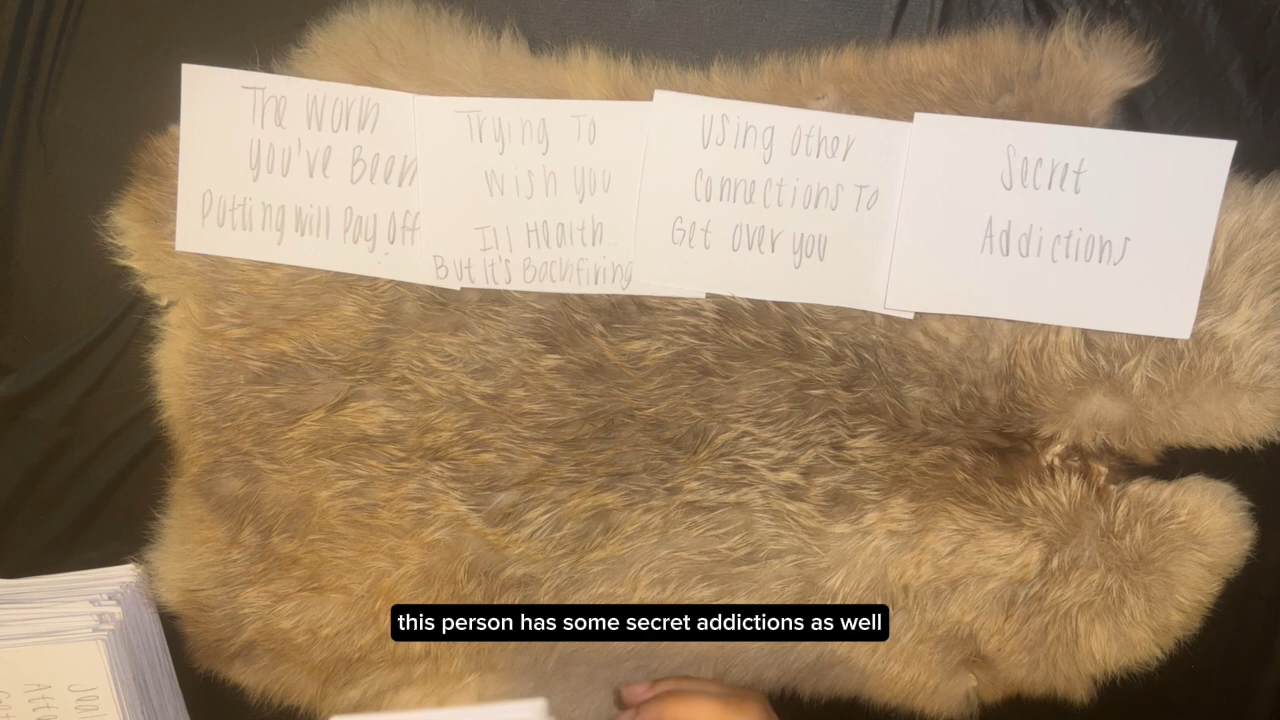 The Work
You've Been
Putting Will Pay Off
Trying To
Wish You
Ill Health
But It's Backfiring
Using Other
Connections To
Get Over You
Secret
Addictions
this person has some secret addictions as well